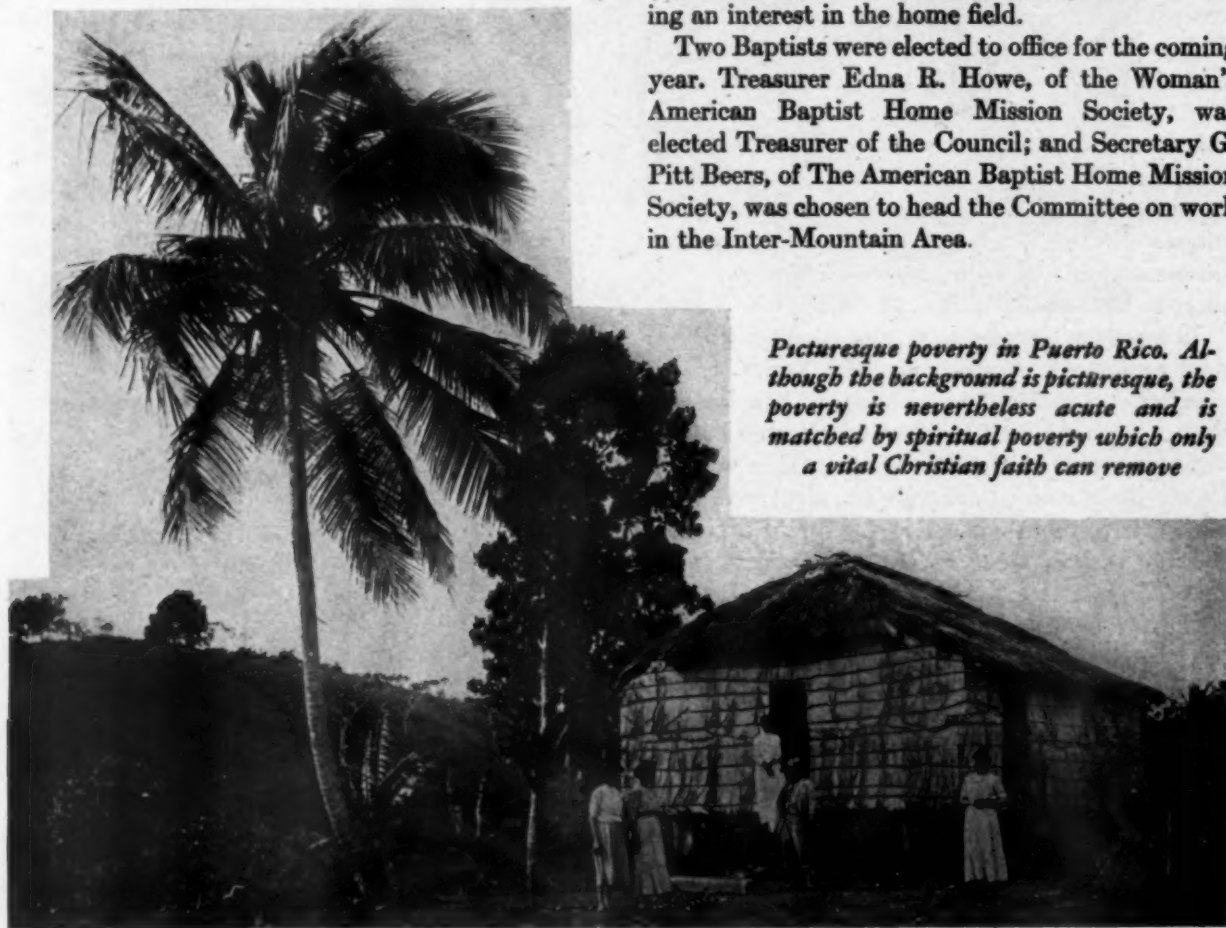 ing an interest in the home field.
Two Baptists were elected to office for the coming
year. Treasurer Edna R. Howe, of the Woman'
American Baptist Home Mission Society, wa
elected Treasurer of the Council; and Secretary G
Pitt Beers, of The American Baptist Home Mission
Society, was chosen to head the Committee on work
in the Inter-Mountain Area.
Picturesque poverty in Puerto Rico. Al-
though the background is picturesque, the
poverty is nevertheless acute and is
matched by spiritual poverty which only
a vital Christian faith can remove